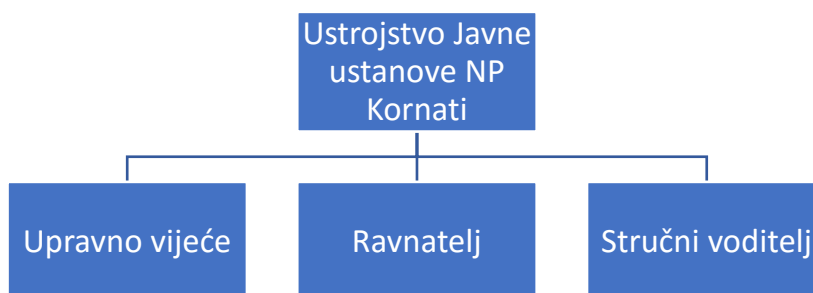 Ustrojstvo Javne
ustanove NP
Kornati
Upravno vijeće
Ravnatelj
Stručni voditelj